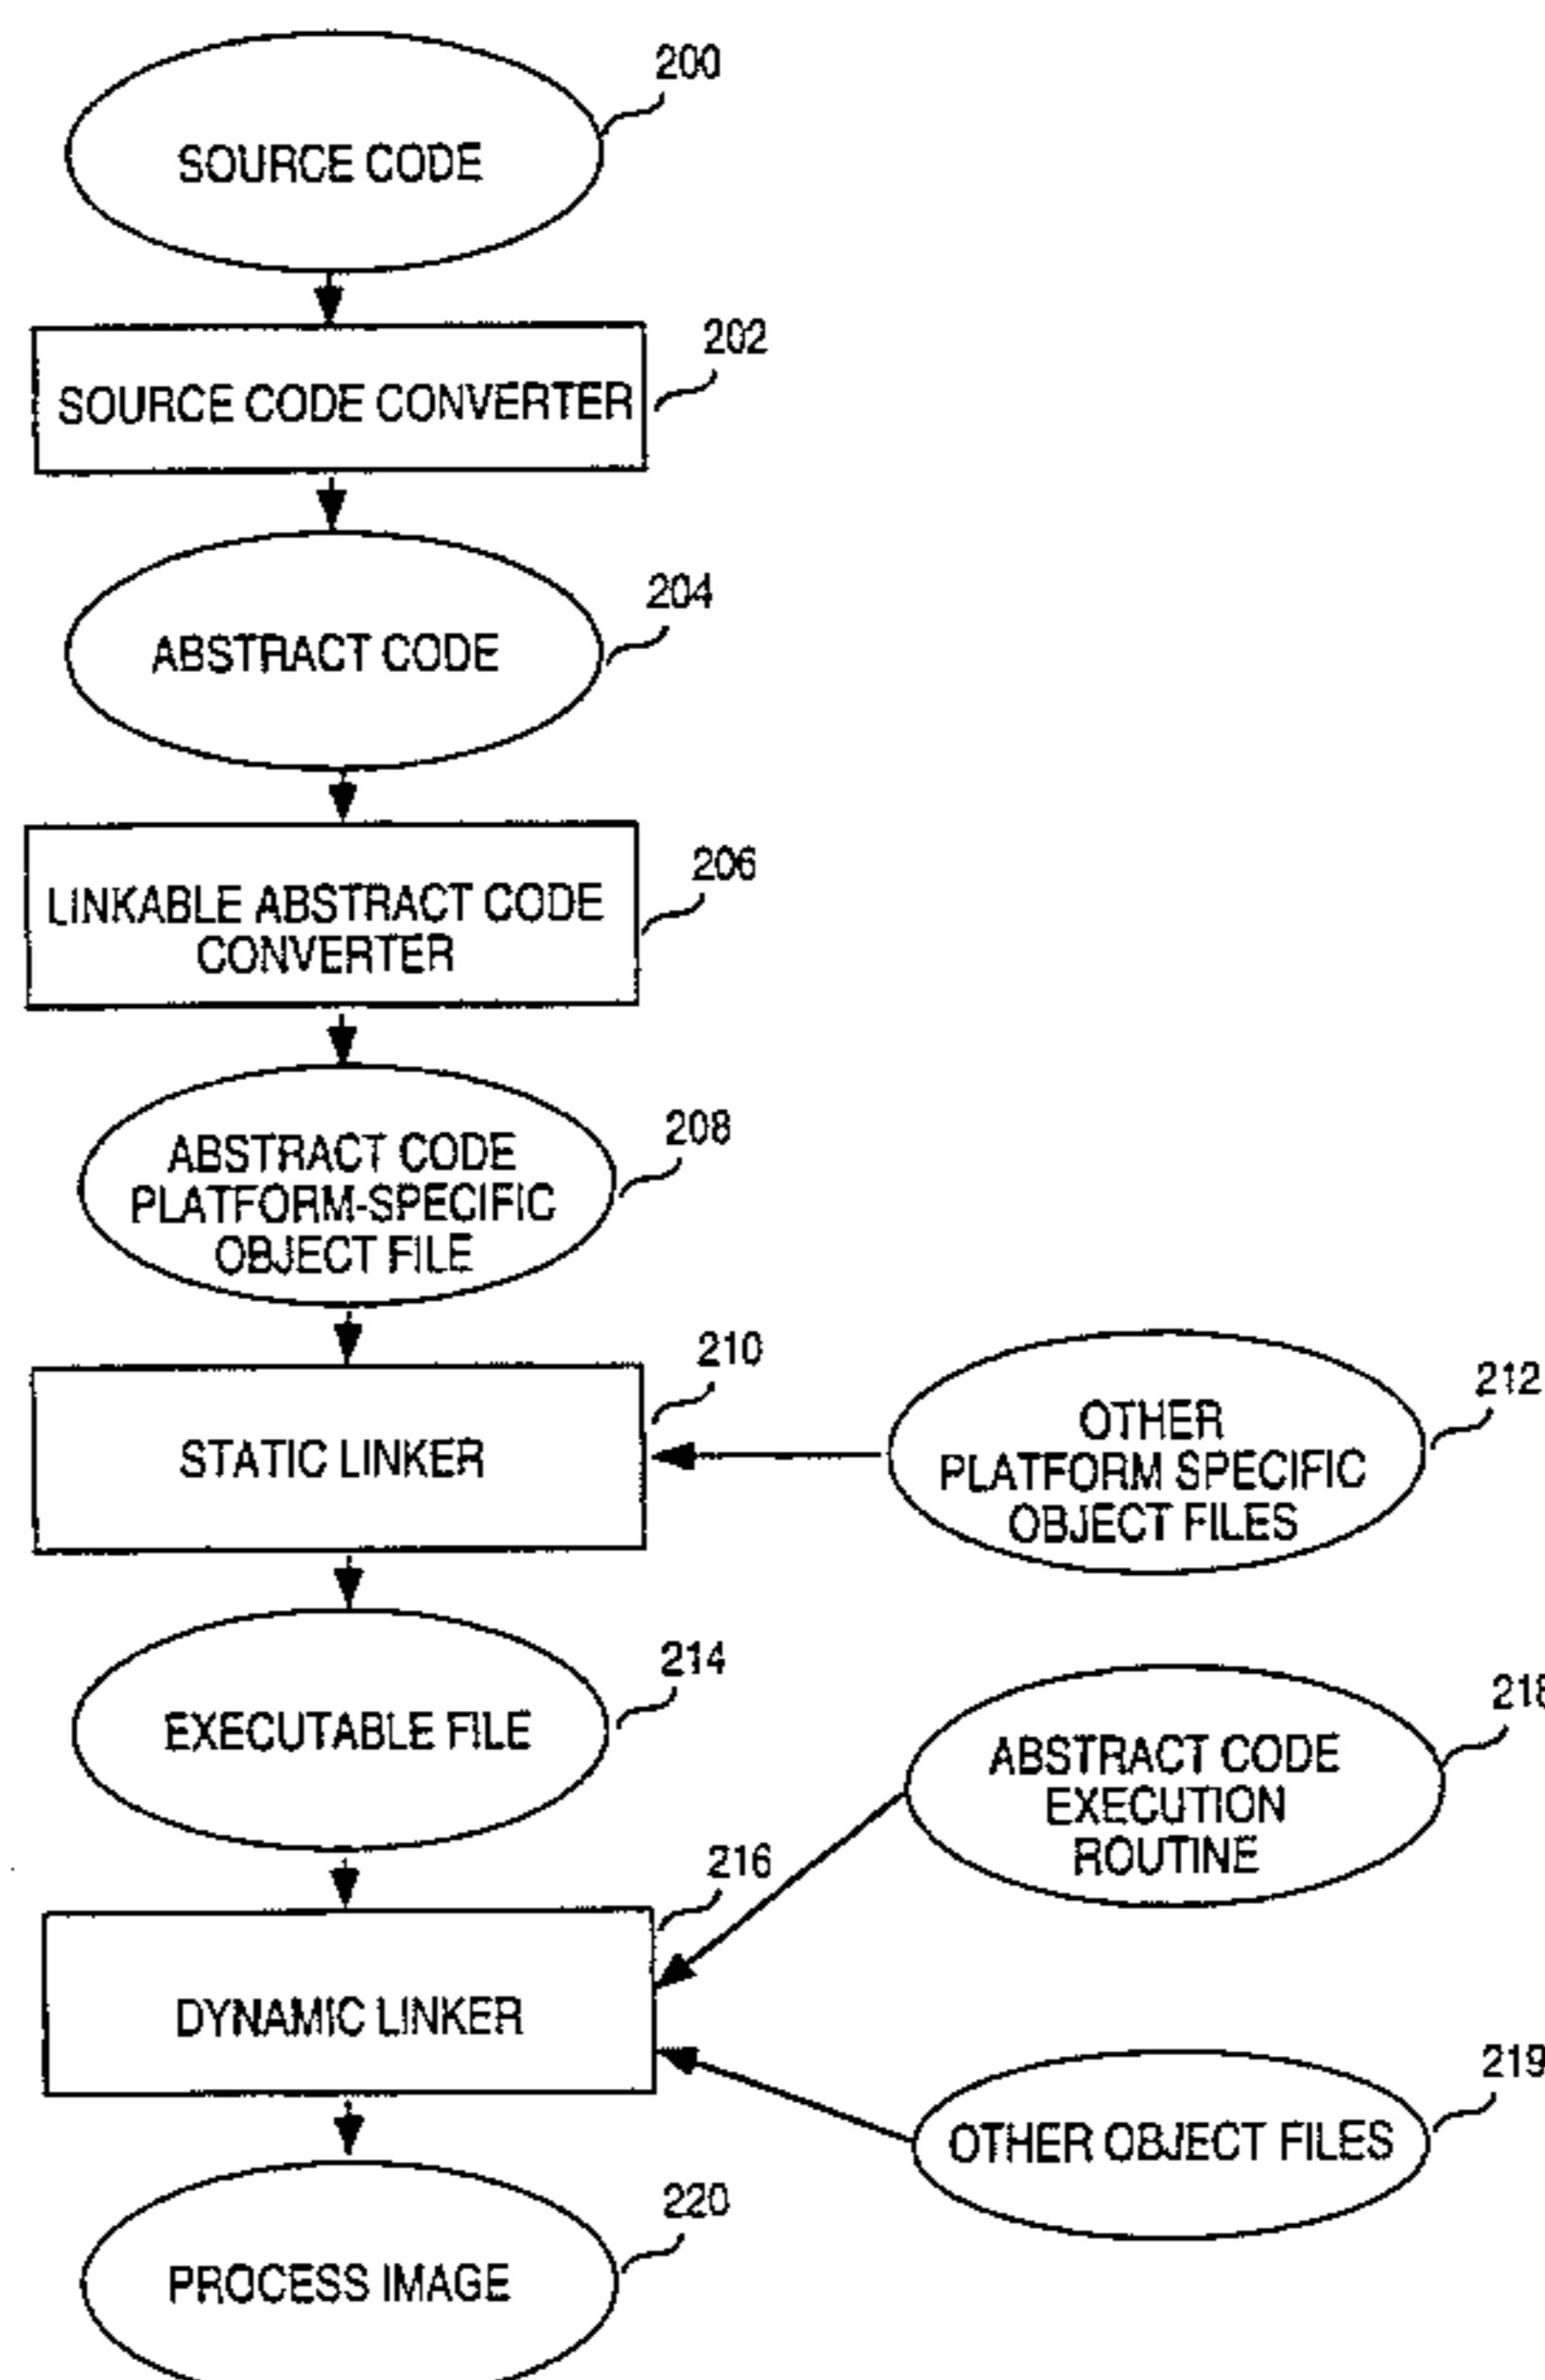 200
SOURCE CODE
202
SOURCE CODE CONVERTER
204
ABSTRACT CODE
206
LINKABLE ABSTRACT CODE
CONVERTER
208
ABSTRACT CODE
PLATFORM-SPECIFIC
OBJECT FILE
210
STATIC LINKER
212
OTHER
PLATFORM SPECIFIC
OBJECT FILES
214
EXECUTABLE FILE
218
ABSTRACT CODE
EXECUTION
ROUTINE
216
DYNAMIC LINKER
219
OTHER OBJECT FILES
220
PROCESS IMAGE